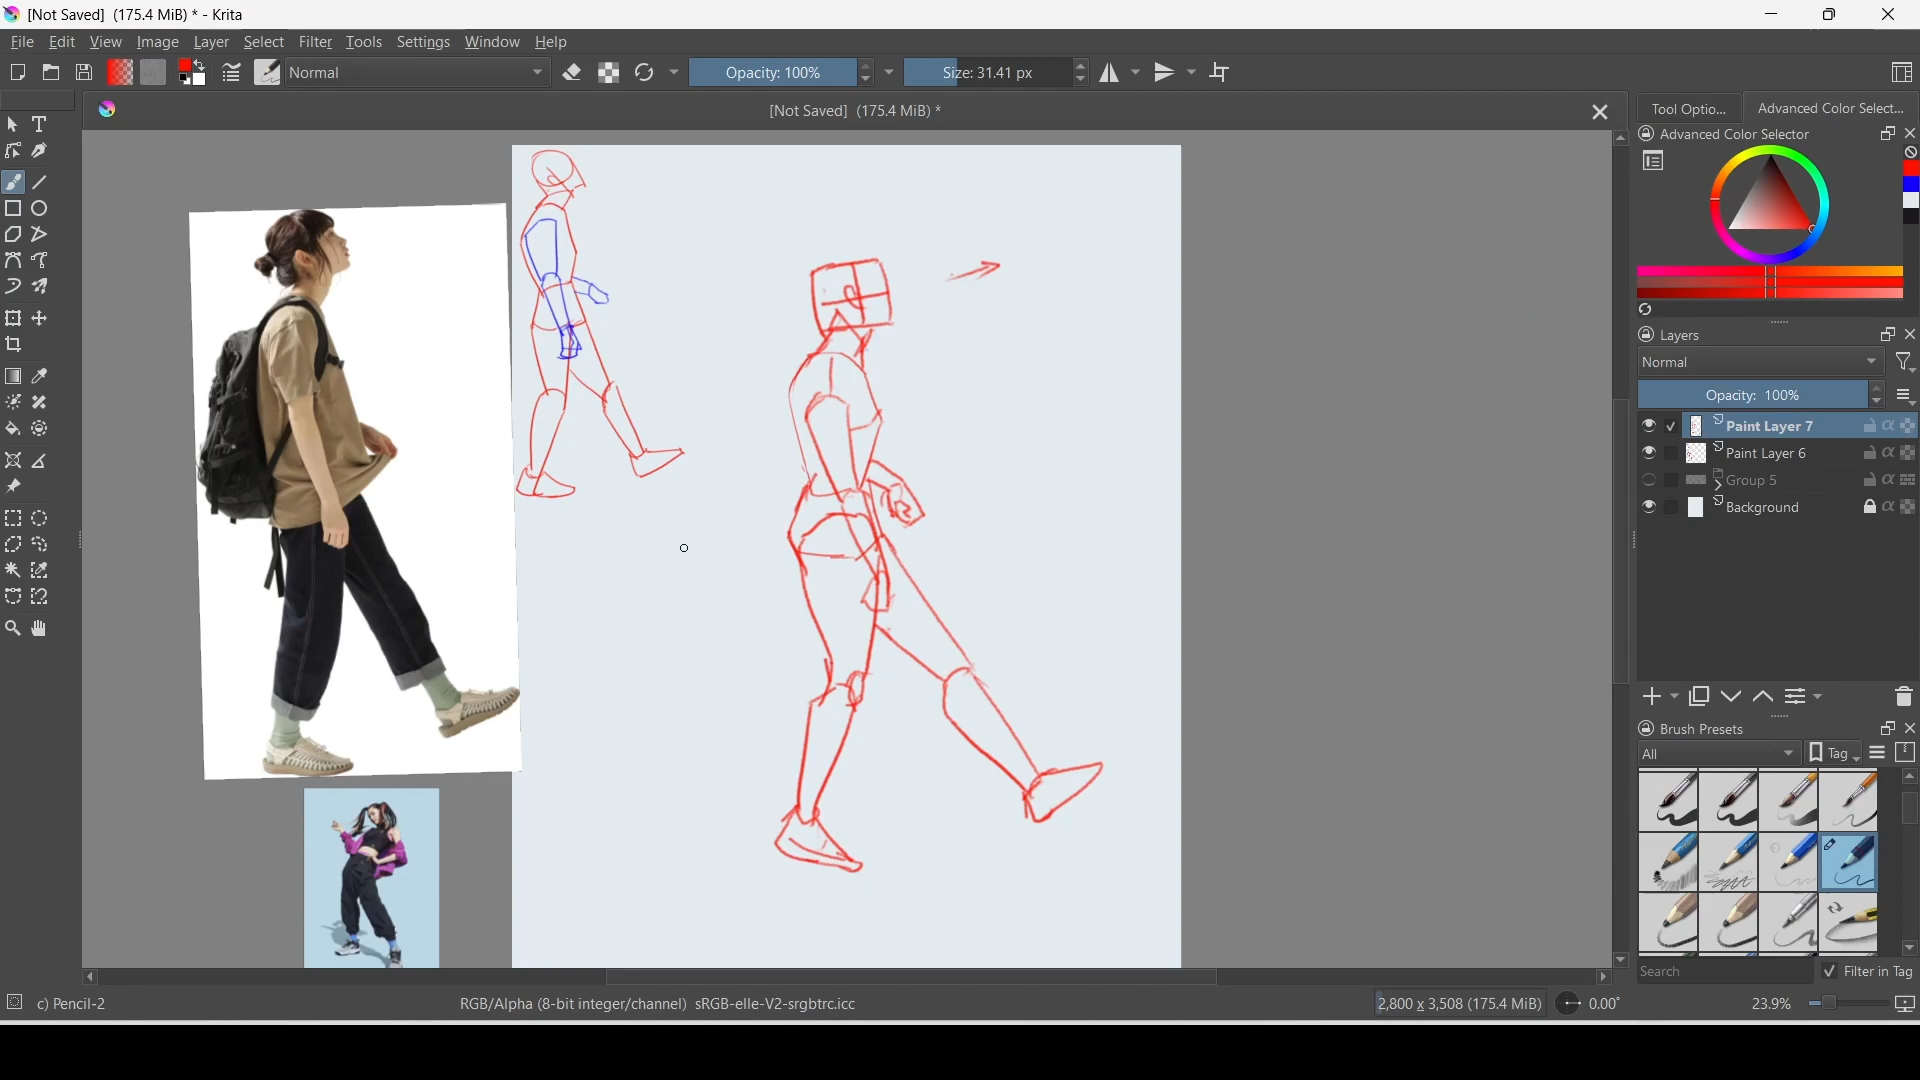 [Not Saved]  (175.4 MiB) * - Krita
File Edit View Image Layer Select Filter Tools Settings Window Help
Normal Opacity: 100% Size: 31.41 px
[Not Saved]  (175.4 MiB) *
Tool Optio... Advanced Color Select...
Advanced Color Selector
Layers
Normal
Opacity:  100%
Paint Layer 7
Paint Layer 6
Group 5
Background
Brush Presets
All Tag
Search Filter in Tag
c) Pencil-2 RGB/Alpha (8-bit integer/channel)  sRGB-elle-V2-srgbtrc.icc 2,800 x 3,508 (175.4 MiB) 0.00° 23.9%